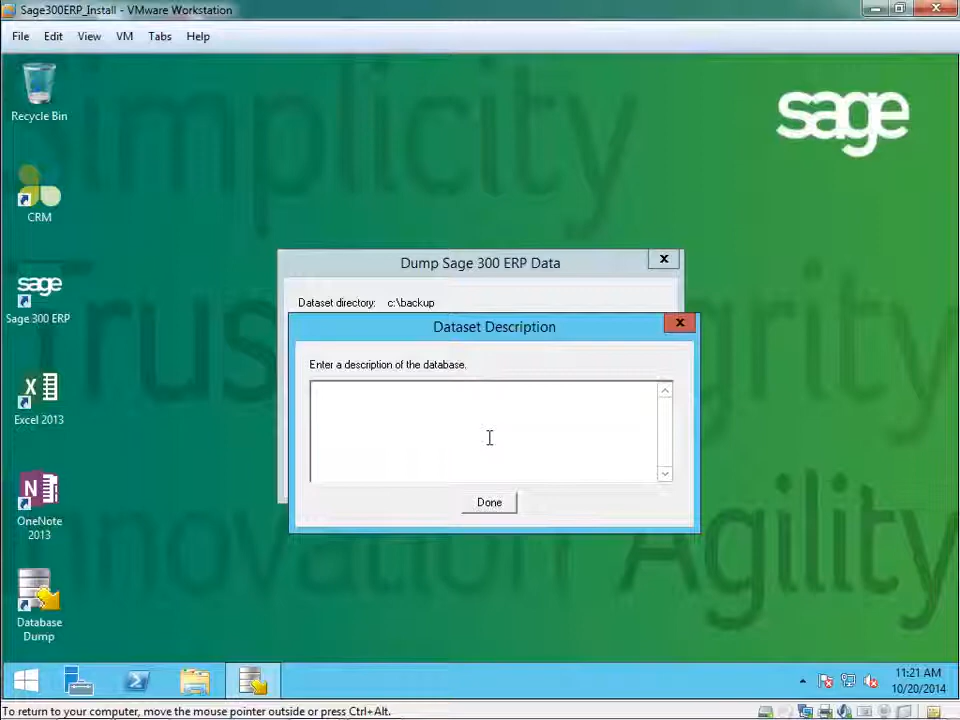 Sage300ERP_Install - VMware Workstation
File Edit View VM Tabs Help
Simplicity
sage
Recycle Bin
CRM
sage
Sage 300 ERP
Excel 2013
OneNote
2013
Database
Dump
Dump Sage 300 ERP Data
x
Dataset directory: c:\backup
Dataset Description
x
Enter a description of the database.
Done
Trus
grity
Innovation Agility
11:21 AM
10/20/2014
To return to your computer, move the mouse pointer outside or press Ctrl+Alt.